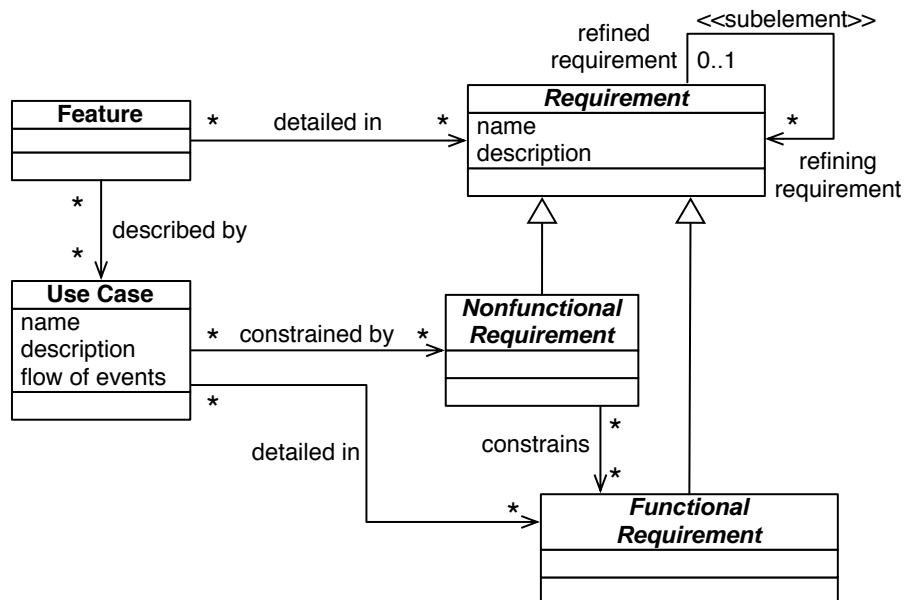 <<subelement>>
refined
requirement
0..1
Requirement
name
description
*
refining
requirement
Feature
*
detailed in
*
*
described by
*
Use Case
name
description
flow of events
*
constrained by
*
Nonfunctional
Requirement
*
detailed in
*
constrains
*
*
Functional
Requirement